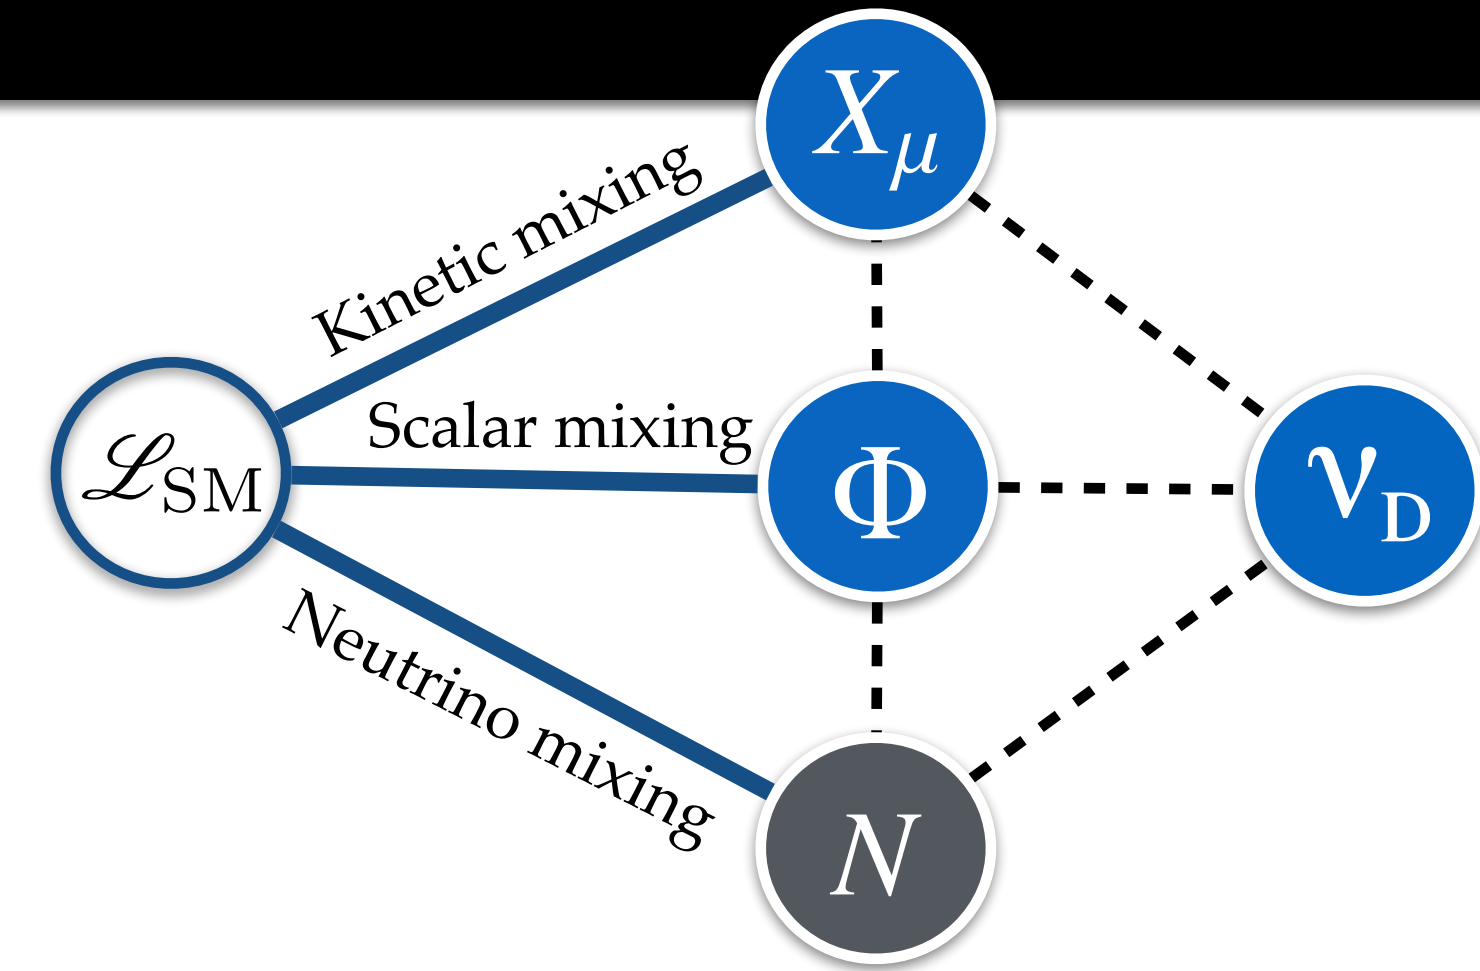 X_μ
Kinetic mixing
Scalar mixing
ℒ_SM
Φ
ν_D
Neutrino mixing
N